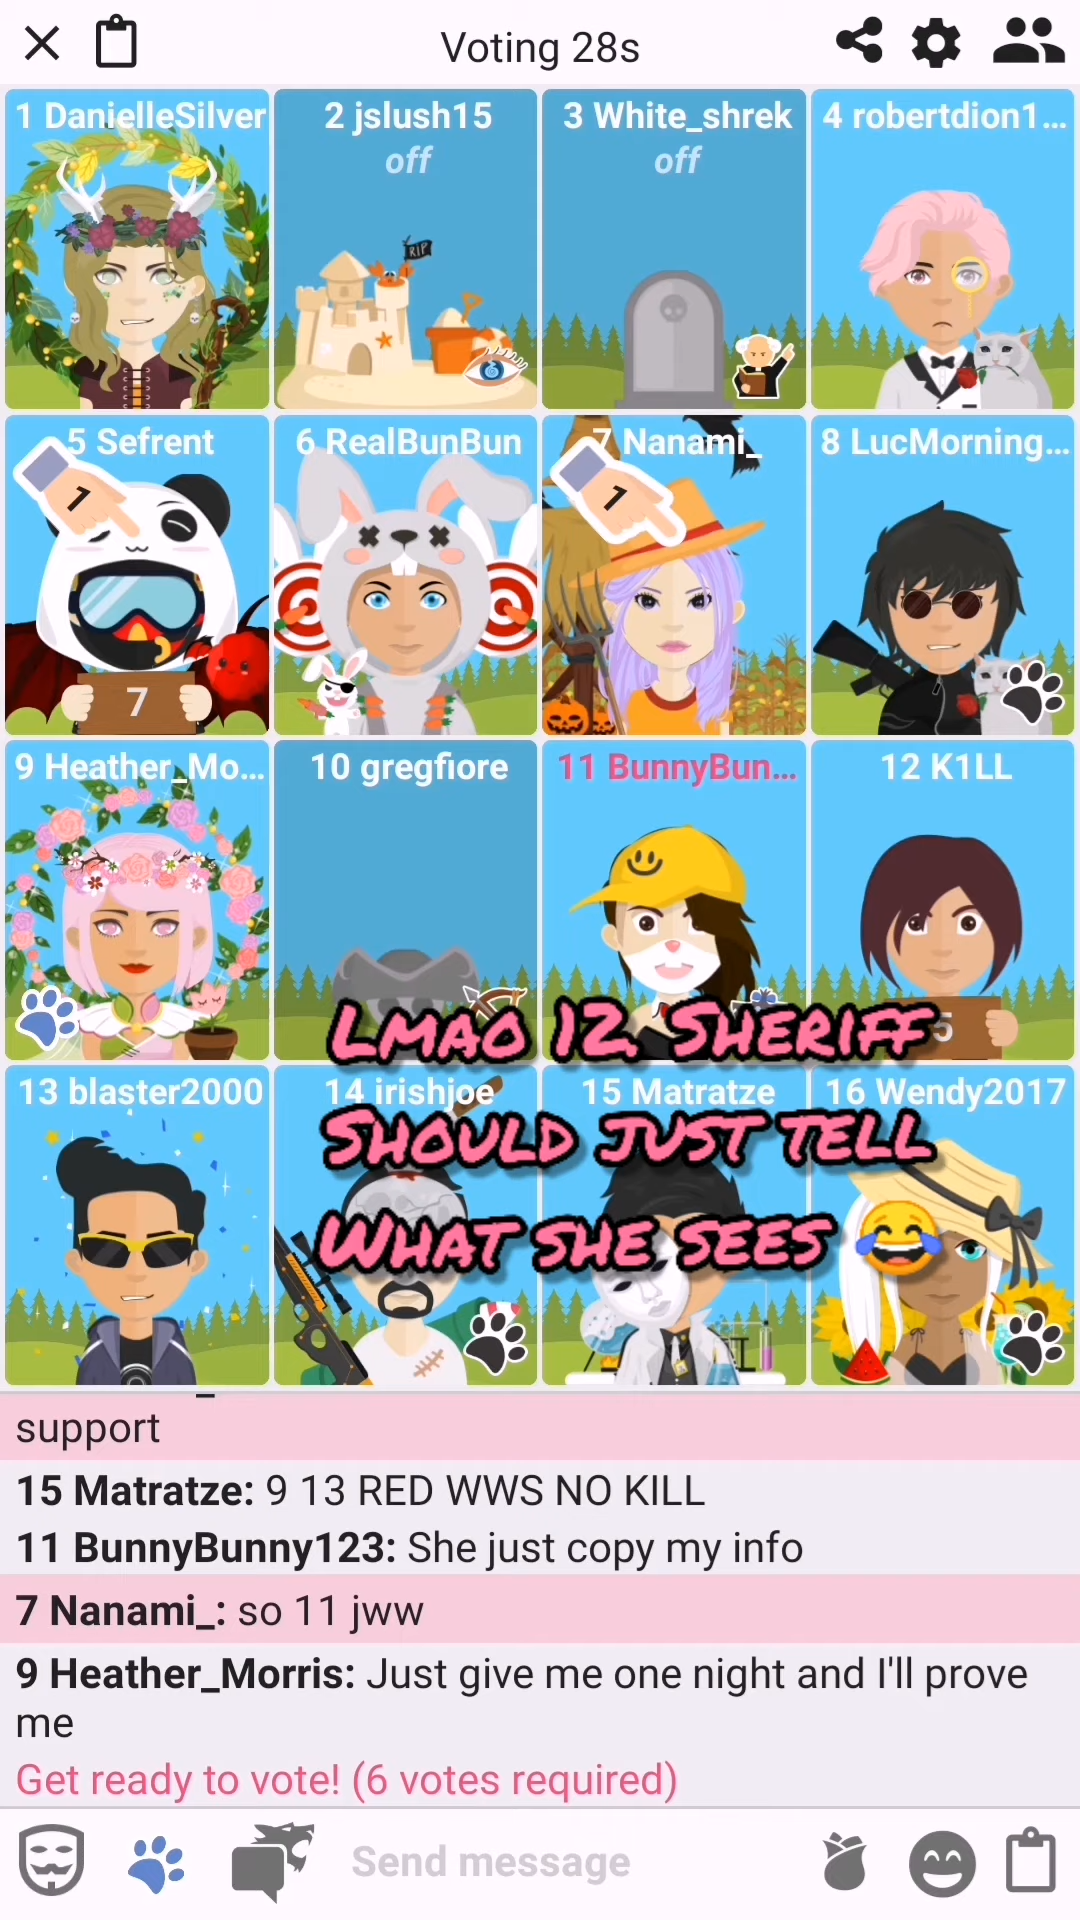 Voting 28s
1 DanielleSilver
2 jslush15
off
3 White_shrek
off
4 robertdion1...
RIP
5 Sefrent
1
7
6 RealBunBun
7 Nanami_
1
8 LucMorning...
9 Heather_Mo...
10 gregfiore
11 BunnyBun...
12 K1LL
5
13 blaster2000
14 irishjoe
15 Matratze
16 Wendy2017
Lmao 12. Sheriff
should just tell
what she sees 😂
support
15 Matratze: 9 13 RED WWS NO KILL
11 BunnyBunny123: She just copy my info
7 Nanami_: so 11 jww
9 Heather_Morris: Just give me one night and I'll prove
me
Get ready to vote! (6 votes required)
Send message